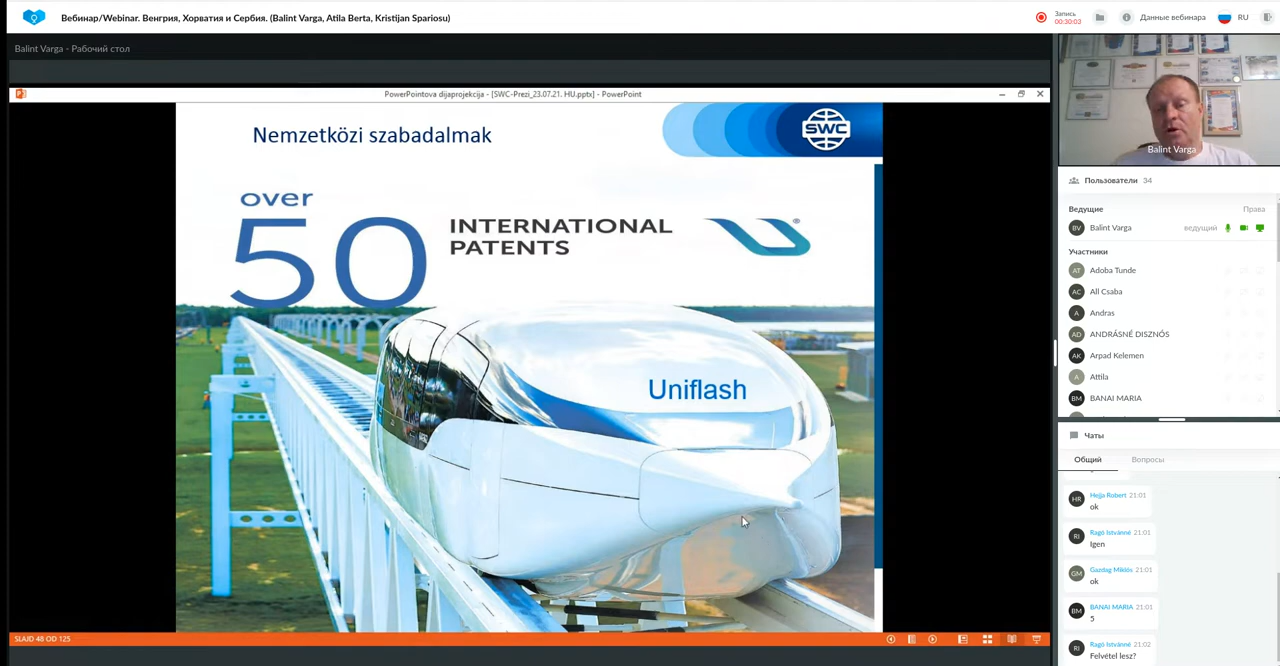 Вебинар/Webinar. Венгрия, Хорватия и Сербия. (Balint Varga, Atila Berta, Kristijan Spariosu)
Запись
00:30:03
Данные вебинара
RU
Balint Varga - Рабочий стол
PowerPointova dijaprojekcija - [SWC-Prezi_23.07.21. HU.pptx] - PowerPoint
Nemzetközi szabadalmak
SWC
over
50
INTERNATIONAL
PATENTS
®
Uniflash
SLAJD 48 OD 125
Balint Varga
Пользователи 34
Ведущие
Права
BV
Balint Varga
ведущий
Участники
AT
Adoba Tunde
AC
All Csaba
A
Andras
AD
ANDRÁSNÉ DISZNÓS
AK
Arpad Kelemen
A
Attila
BM
BANAI MARIA
Чаты
Общий
Вопросы
HR
Hejja Robert 21:01
ok
RI
Ragó Istvánné 21:01
Igen
GM
Gazdag Miklós 21:01
ok
BM
BANAI MARIA 21:01
5
RI
Ragó Istvánné 21:02
Felvétel lesz?